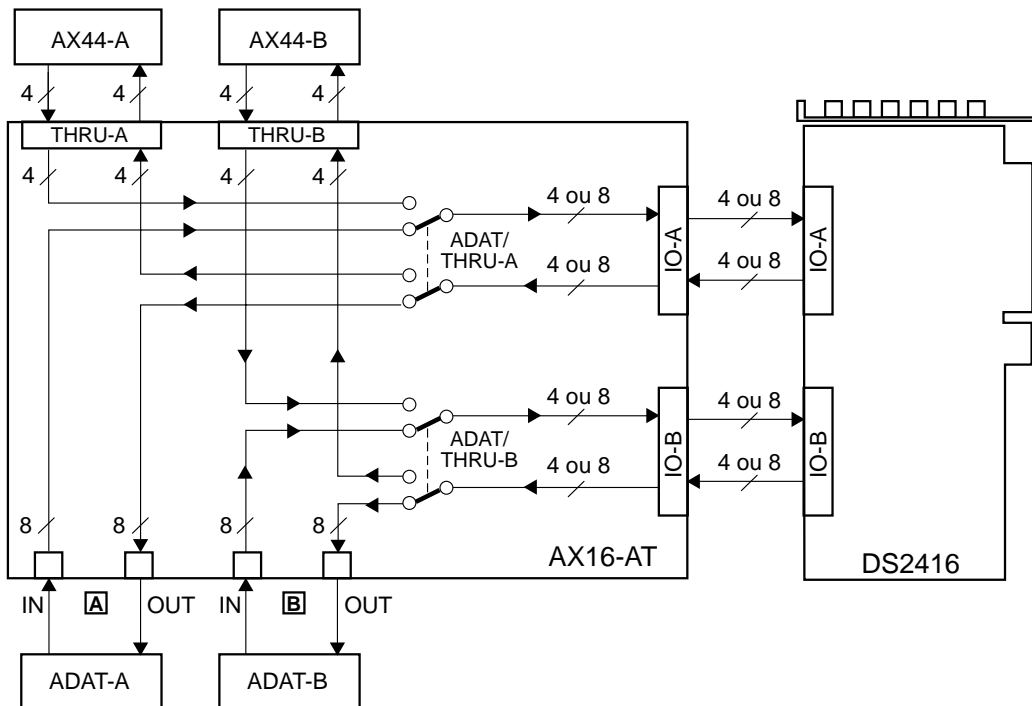 AX44-A
AX44-B
4
4
4
4
THRU-A
THRU-B
4
4
4
4
4 ou 8
4 ou 8
ADAT/
THRU-A
IO-A
IO-A
4 ou 8
4 ou 8
4 ou 8
4 ou 8
ADAT/
THRU-B
IO-B
IO-B
4 ou 8
4 ou 8
8
8
8
8
AX16-AT
DS2416
IN
A
OUT
IN
B
OUT
ADAT-A
ADAT-B